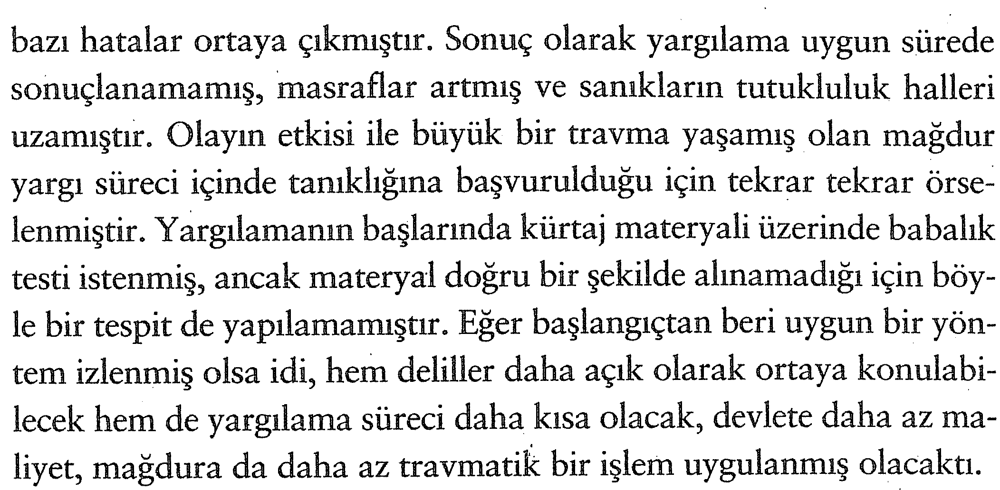 bazı hatalar ortaya çıkmıştır. Sonuç olarak yargılama uygun sürede
sonuçlanamamış, masraflar artmış ve sanıkların tutukluluk halleri
uzamıştır. Olayın etkisi ile büyük bir travma yaşamış olan mağdur
yargı süreci içinde tanıklığına başvurulduğu için tekrar tekrar örse-
lenmiştir. Yargılamanın başlarında kürtaj materyali üzerinde babalık
testi istenmiş, ancak materyal doğru bir şekilde alınamadığı için böy-
le bir tespit de yapılamamıştır. Eğer başlangıçtan beri uygun bir yön-
tem izlenmiş olsa idi, hem deliller daha açık olarak ortaya konulabi-
lecek hem de yargılama süreci daha kısa olacak, devlete daha az ma-
liyet, mağdura da daha az travmatik bir işlem uygulanmış olacaktı.